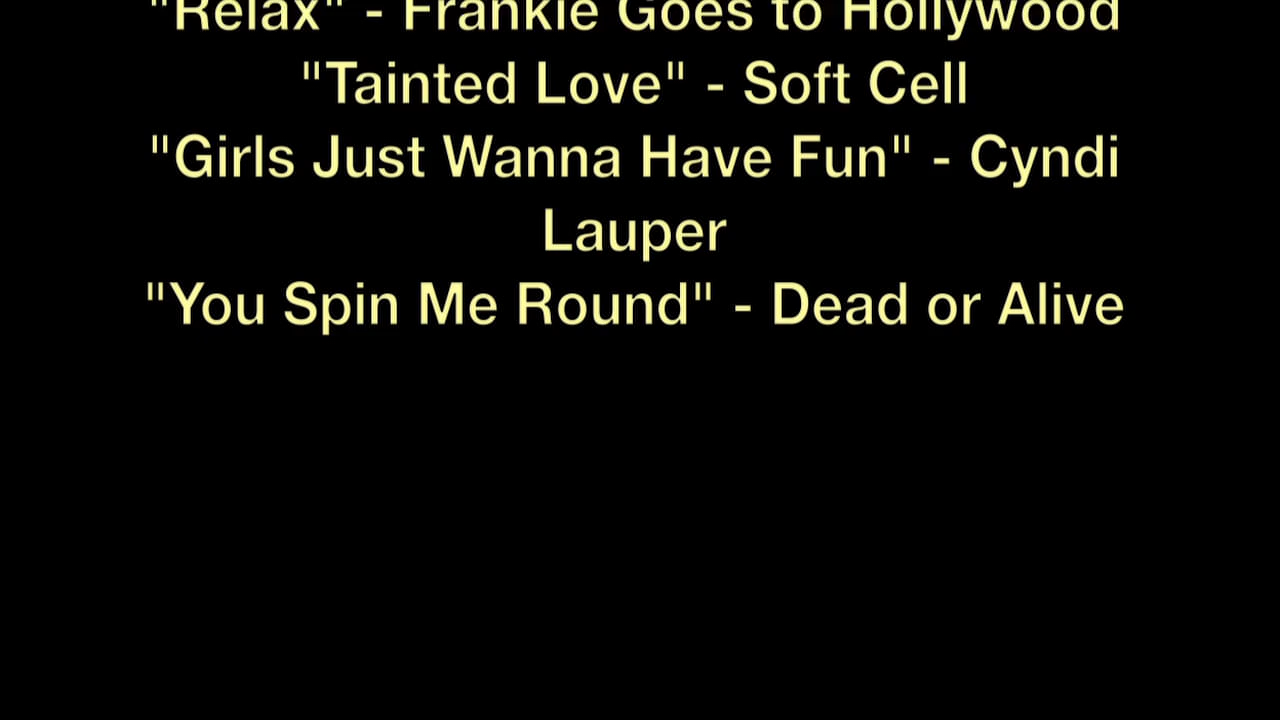 "Relax" - Frankie Goes to Hollywood
"Tainted Love" - Soft Cell
"Girls Just Wanna Have Fun" - Cyndi
Lauper
"You Spin Me Round" - Dead or Alive